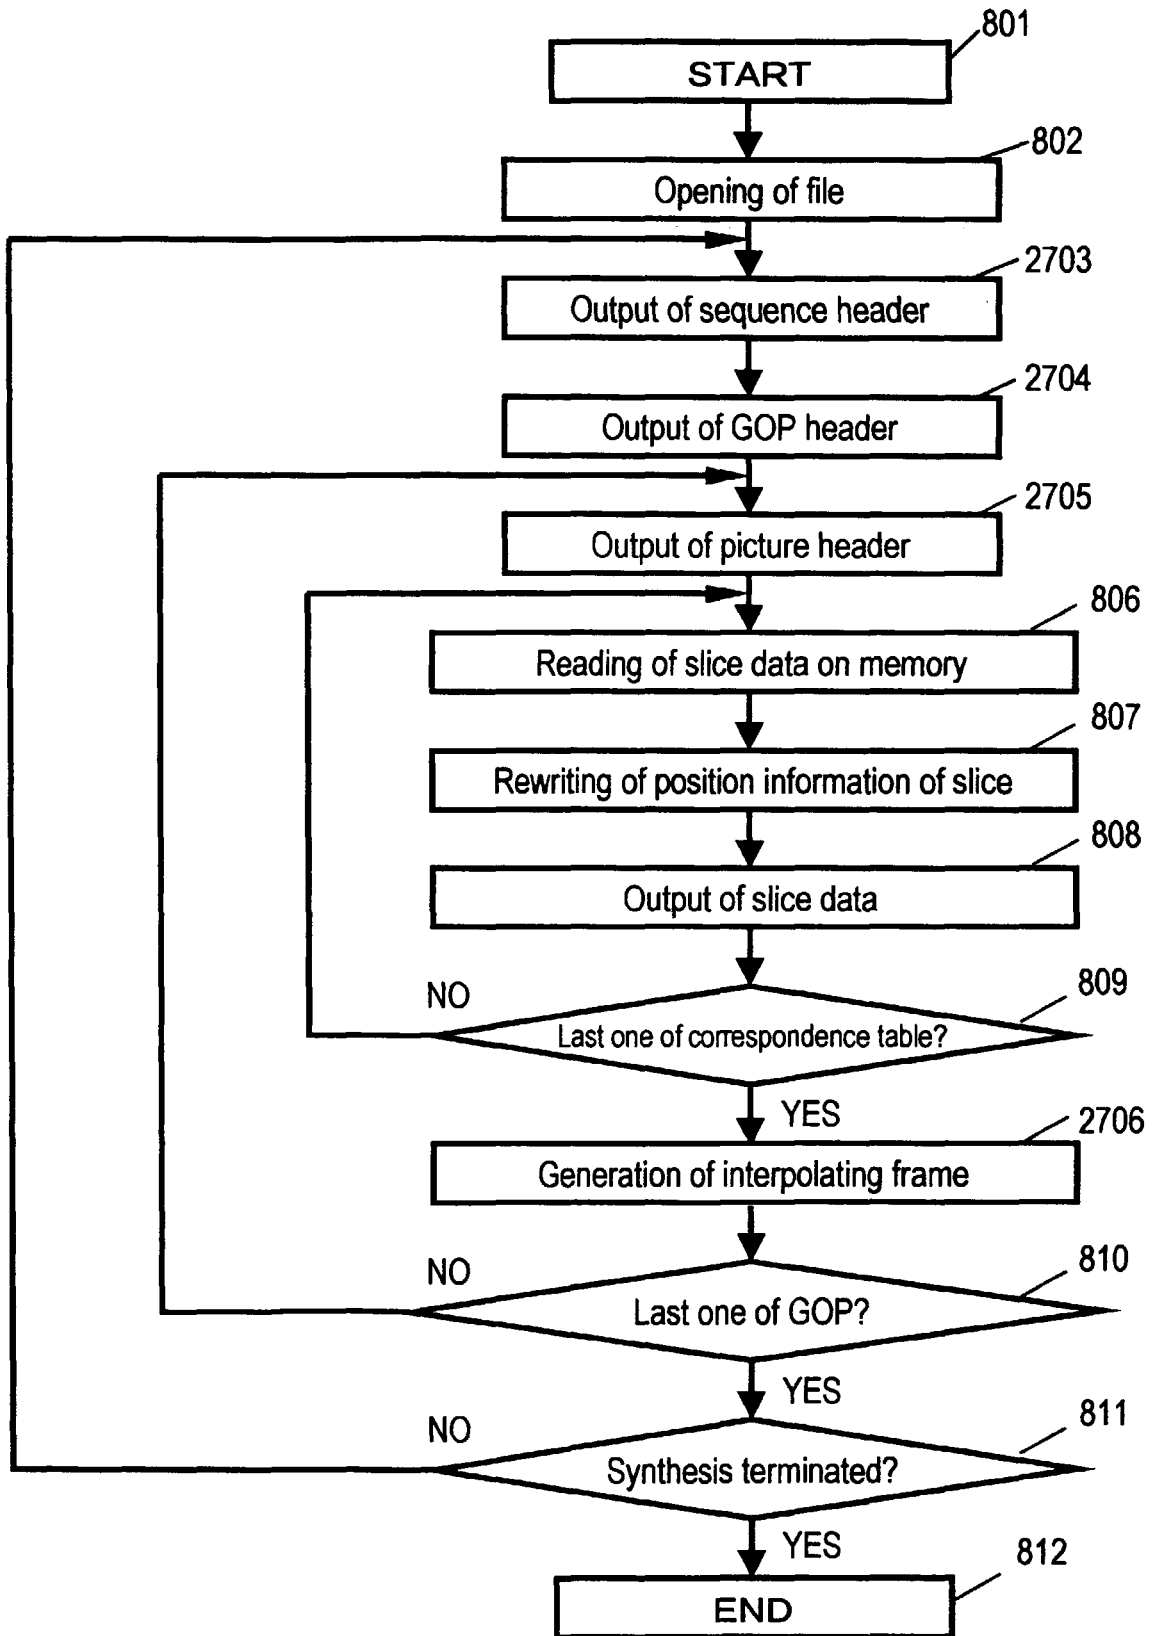 801
START
802
Opening of file
2703
Output of sequence header
2704
Output of GOP header
2705
Output of picture header
806
Reading of slice data on memory
807
Rewriting of position information of slice
808
Output of slice data
809
NO
Last one of correspondence table?
YES
2706
Generation of interpolating frame
810
NO
Last one of GOP?
YES
811
NO
Synthesis terminated?
YES
812
END